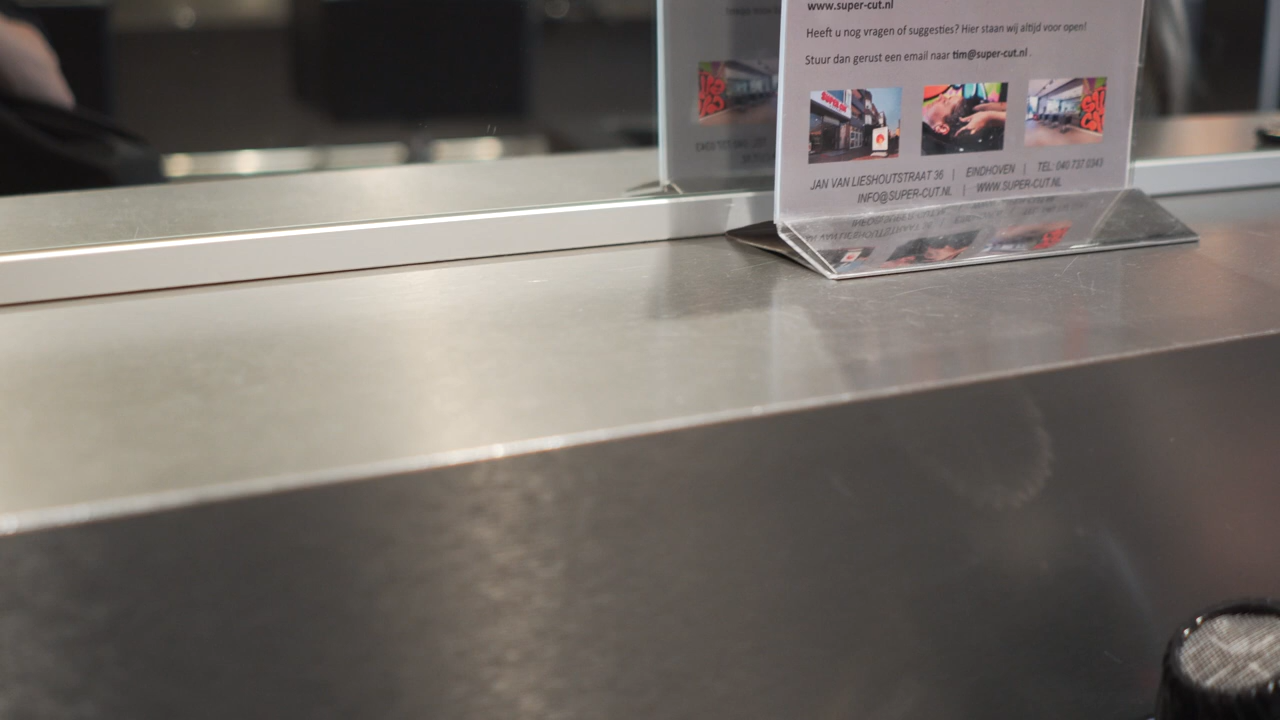 www.super-cut.nl
Heeft u nog vragen of suggesties? Hier staan wij altijd voor open!
Stuur dan gerust een email naar tim@super-cut.nl .
SUPER CUT
JAN VAN LIESHOUTSTRAAT 36 | EINDHOVEN | TEL: 040 737 0343
INFO@SUPER-CUT.NL | WWW.SUPER-CUT.NL